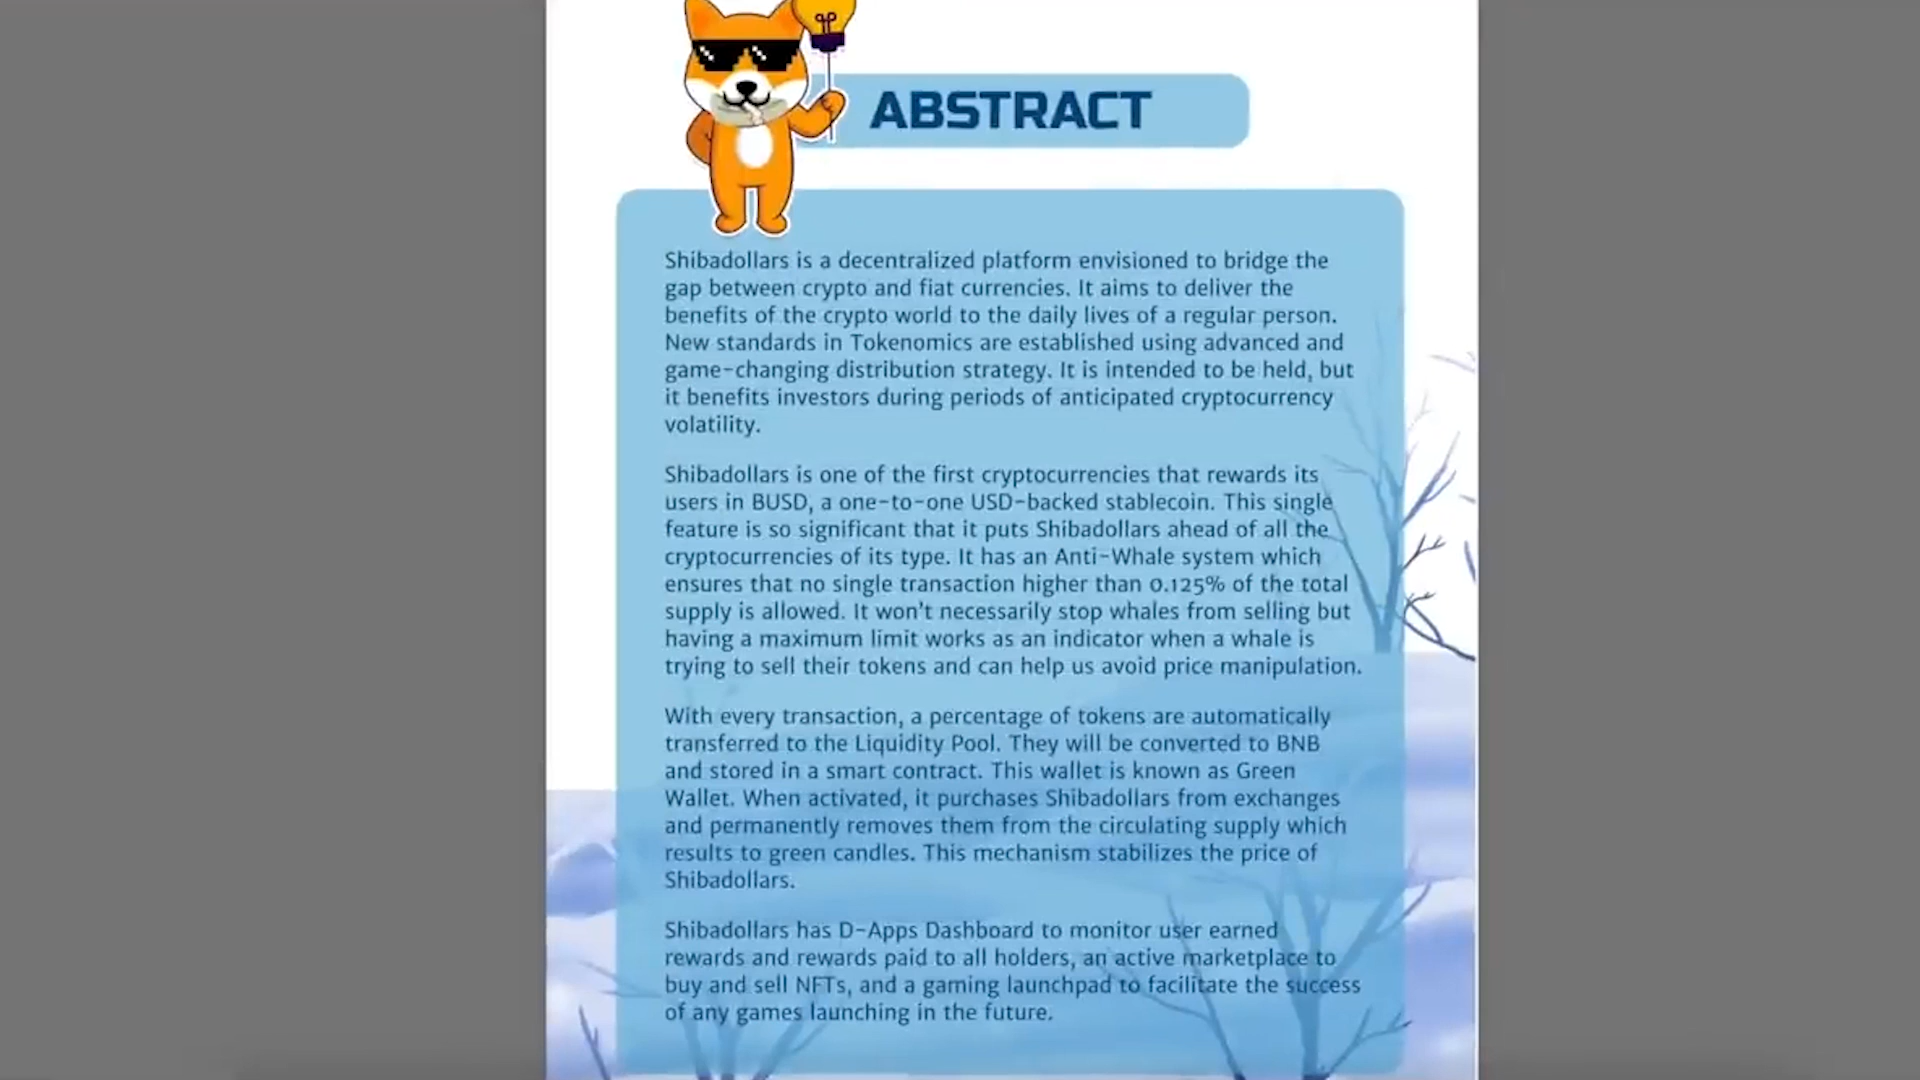 ABSTRACT
Shibadollars is a decentralized platform envisioned to bridge the
gap between crypto and fiat currencies. It aims to deliver the
benefits of the crypto world to the daily lives of a regular person.
New standards in Tokenomics are established using advanced and
game-changing distribution strategy. It is intended to be held, but
it benefits investors during periods of anticipated cryptocurrency
volatility.
Shibadollars is one of the first cryptocurrencies that rewards its
users in BUSD, a one-to-one USD-backed stablecoin. This single
feature is so significant that it puts Shibadollars ahead of all the
cryptocurrencies of its type. It has an Anti-Whale system which
ensures that no single transaction higher than 0.125% of the total
supply is allowed. It won't necessarily stop whales from selling but
having a maximum limit works as an indicator when a whale is
trying to sell their tokens and can help us avoid price manipulation.
With every transaction, a percentage of tokens are automatically
transferred to the Liquidity Pool. They will be converted to BNB
and stored in a smart contract. This wallet is known as Green
Wallet. When activated, it purchases Shibadollars from exchanges
and permanently removes them from the circulating supply which
results to green candles. This mechanism stabilizes the price of
Shibadollars.
Shibadollars has D-Apps Dashboard to monitor user earned
rewards and rewards paid to all holders, an active marketplace to
buy and sell NFTs, and a gaming launchpad to facilitate the success
of any games launching in the future.